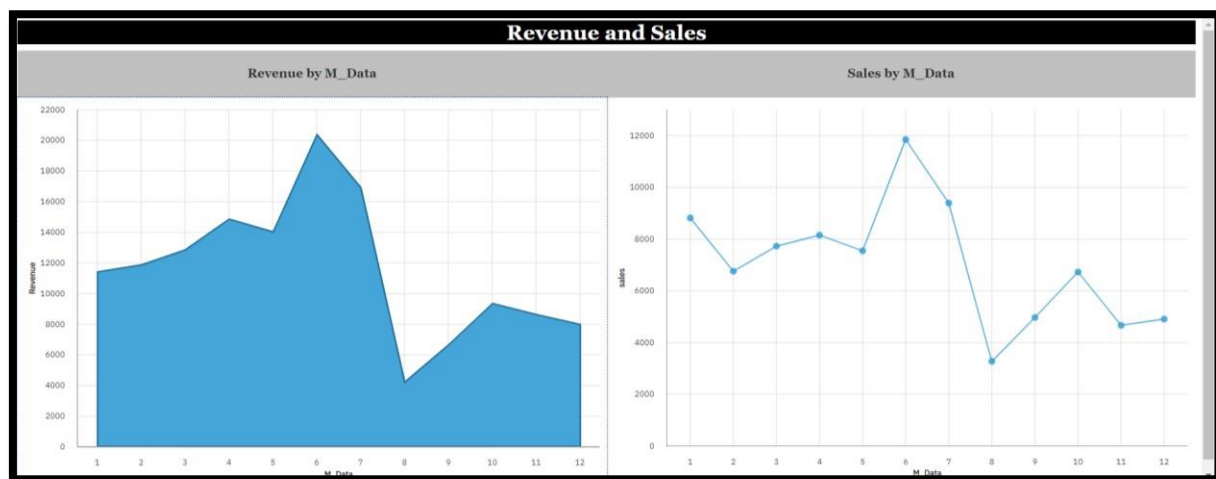 Revenue and Sales
Revenue by M_Data
Sales by M_Data
22000
20000
18000
16000
14000
12000
10000
8000
6000
4000
2000
0
Revenue
1 2 3 4 5 6 7 8 9 10 11 12
M_Data
12000
10000
8000
6000
4000
2000
0
sales
1 2 3 4 5 6 7 8 9 10 11 12
M_Data